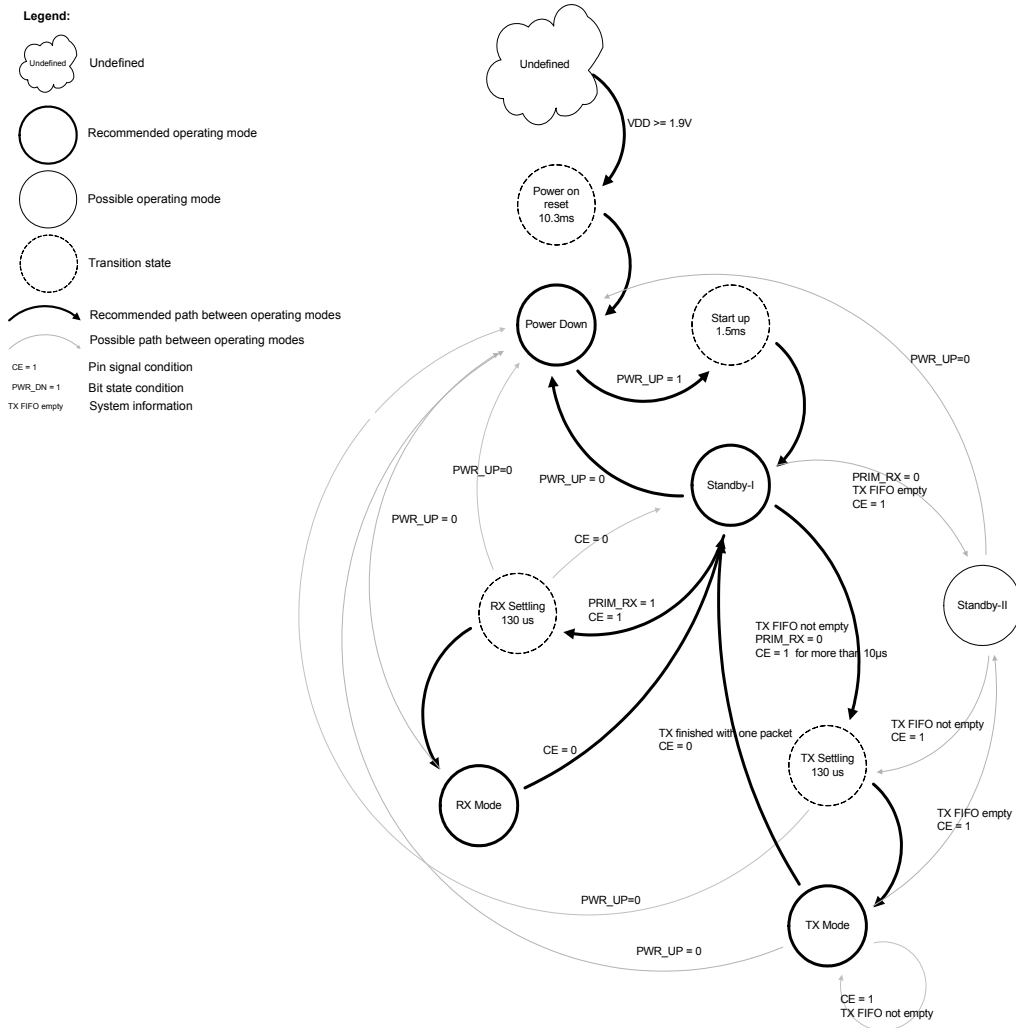 Legend:
Undefined
Undefined
Recommended operating mode
Possible operating mode
Transition state
Recommended path between operating modes
Possible path between operating modes
CE = 1
Pin signal condition
PWR_DN = 1
Bit state condition
TX FIFO empty
System information
Undefined
VDD >= 1.9V
Power on
reset
10.3ms
Power Down
Start up
1.5ms
PWR_UP=0
PWR_UP = 1
PWR_UP=0
PWR_UP = 0
Standby-I
PRIM_RX = 0
TX FIFO empty
CE = 1
PWR_UP = 0
CE = 0
RX Settling
130 us
PRIM_RX = 1
CE = 1
Standby-II
TX FIFO not empty
PRIM_RX = 0
CE = 1 for more than 10µs
TX FIFO not empty
CE = 1
TX finished with one packet
CE = 0
CE = 0
TX Settling
130 us
RX Mode
TX FIFO empty
CE = 1
PWR_UP=0
TX Mode
PWR_UP = 0
CE = 1
TX FIFO not empty